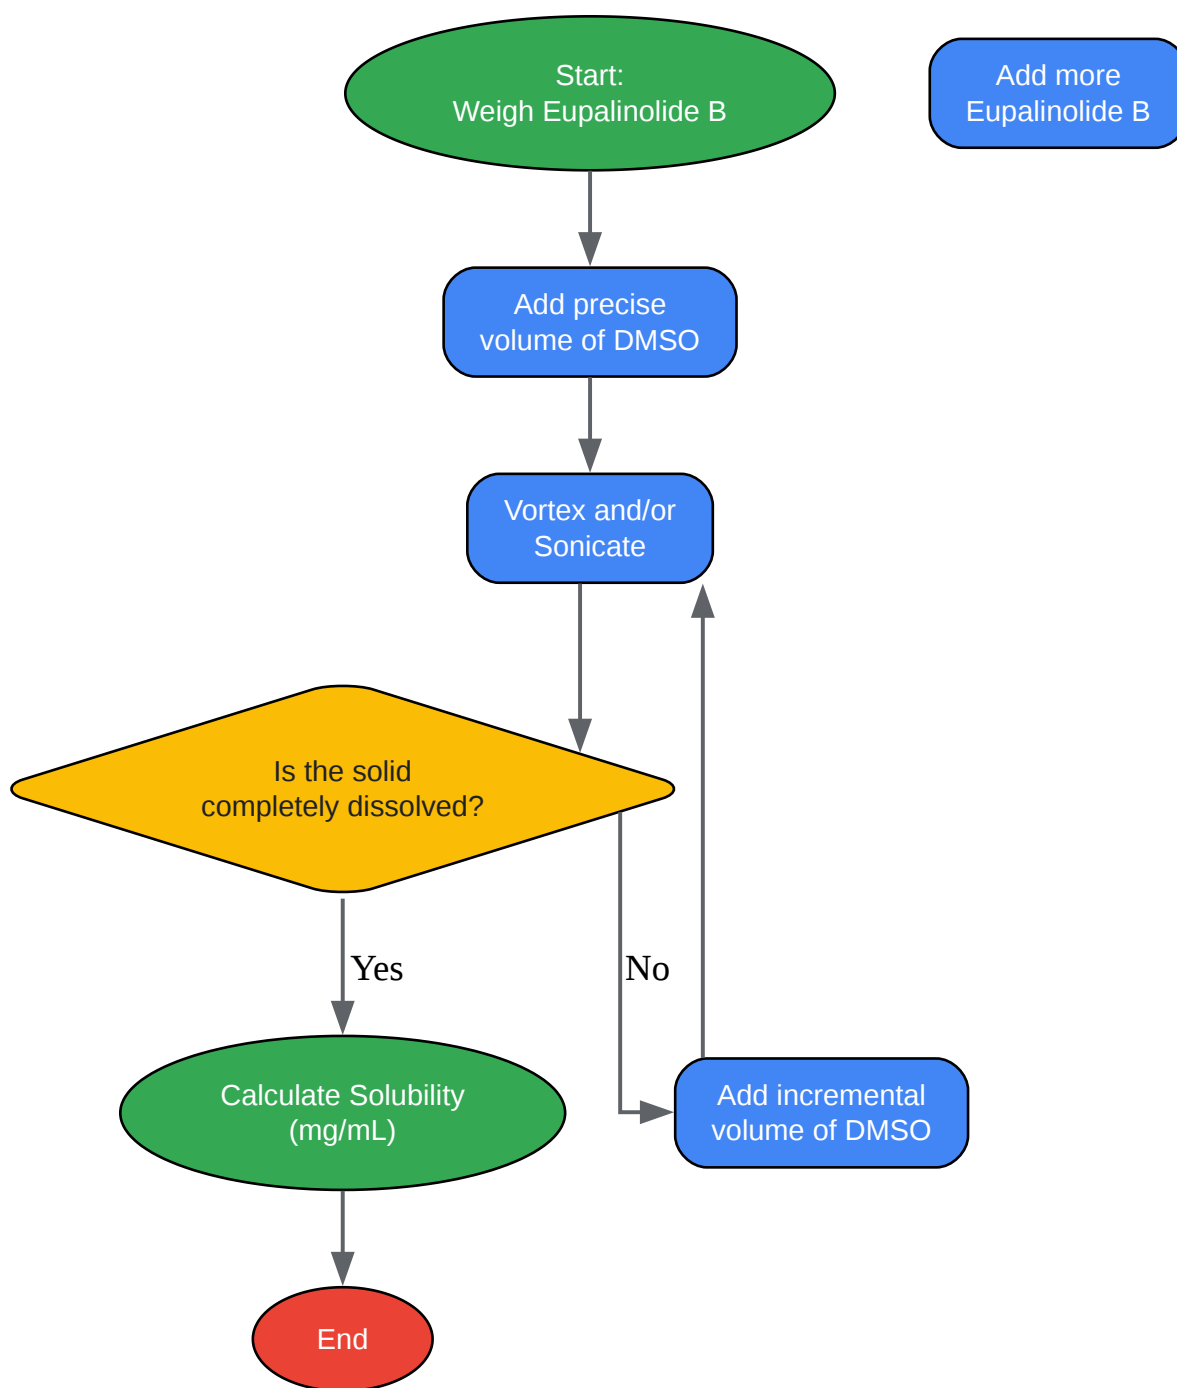 Start:
Weigh Eupalinolide B
Add more
Eupalinolide B
Add precise
volume of DMSO
Vortex and/or
Sonicate
Is the solid
completely dissolved?
Yes
No
Calculate Solubility
(mg/mL)
Add incremental
volume of DMSO
End